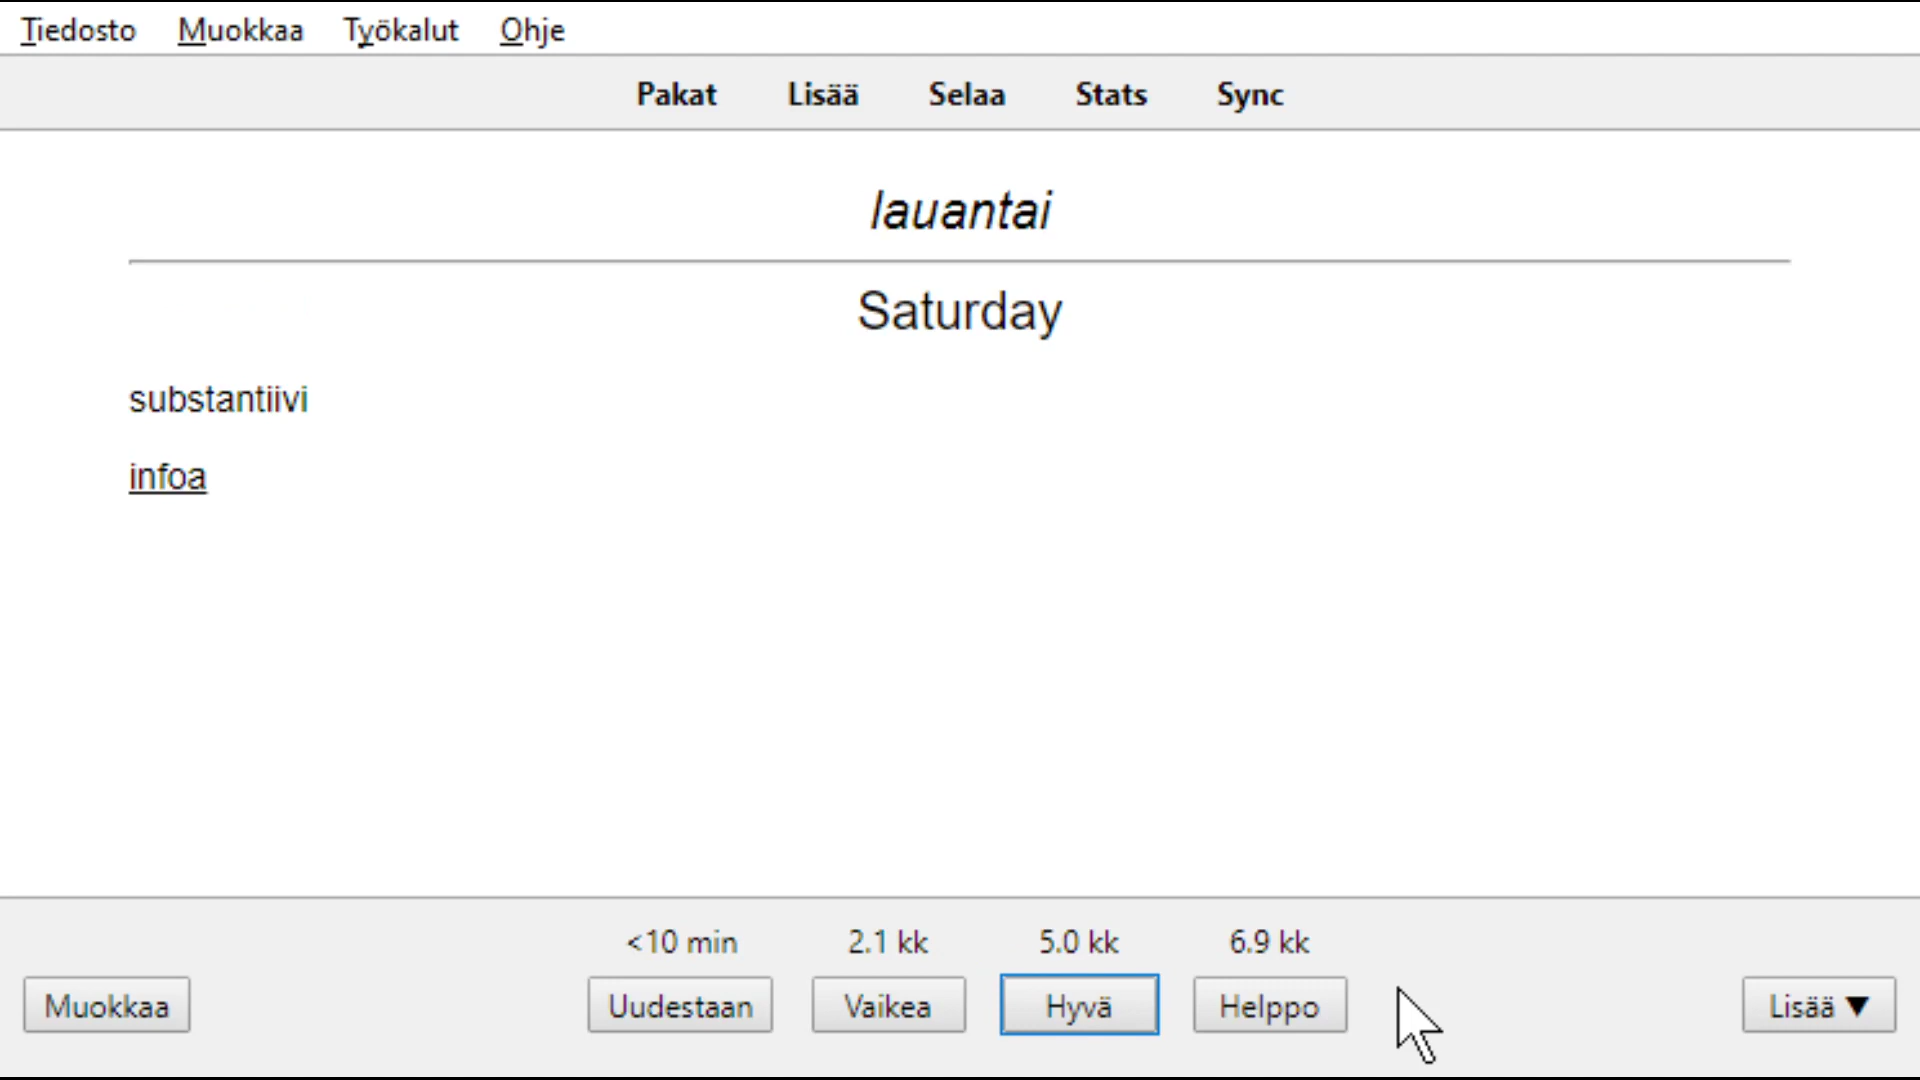 Tiedosto Muokkaa Työkalut Ohje
Pakat Lisää Selaa Stats Sync
lauantai
Saturday
substantiivi
infoa
<10 min 2.1 kk 5.0 kk 6.9 kk
Muokkaa Uudestaan Vaikea Hyvä Helppo Lisää ▼